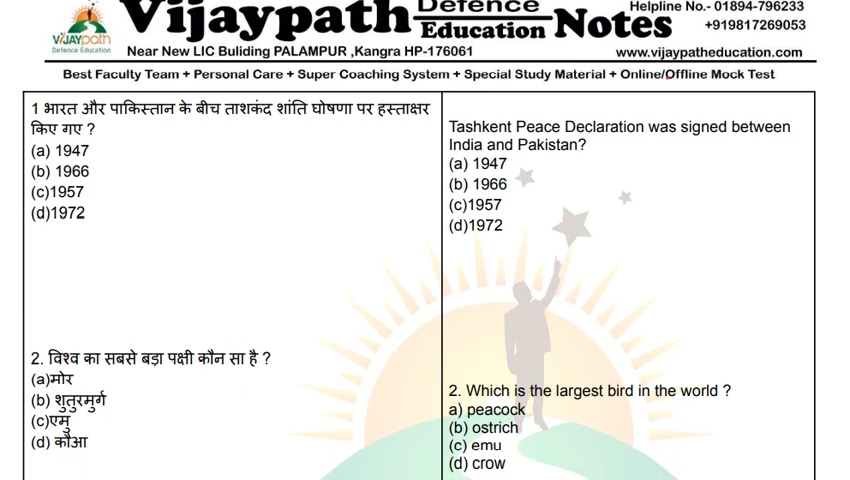 Vijaypath Defence Education Notes
Helpline No.- 01894-796233
+919817269053
VIJAYpath
Defence Education
Near New LIC Buliding PALAMPUR ,Kangra HP-176061
www.vijaypatheducation.com
Best Faculty Team + Personal Care + Super Coaching System + Special Study Material + Online/Offline Mock Test
1 भारत और पाकिस्तान के बीच ताशकंद शांति घोषणा पर हस्ताक्षर
किए गए ?
(a) 1947
(b) 1966
(c)1957
(d)1972
2. विश्व का सबसे बड़ा पक्षी कौन सा है ?
(a)मोर
(b) शुतुरमुर्ग
(c)एमु
(d) कौआ
Tashkent Peace Declaration was signed between
India and Pakistan?
(a) 1947
(b) 1966
(c)1957
(d)1972
2. Which is the largest bird in the world ?
a) peacock
(b) ostrich
(c) emu
(d) crow